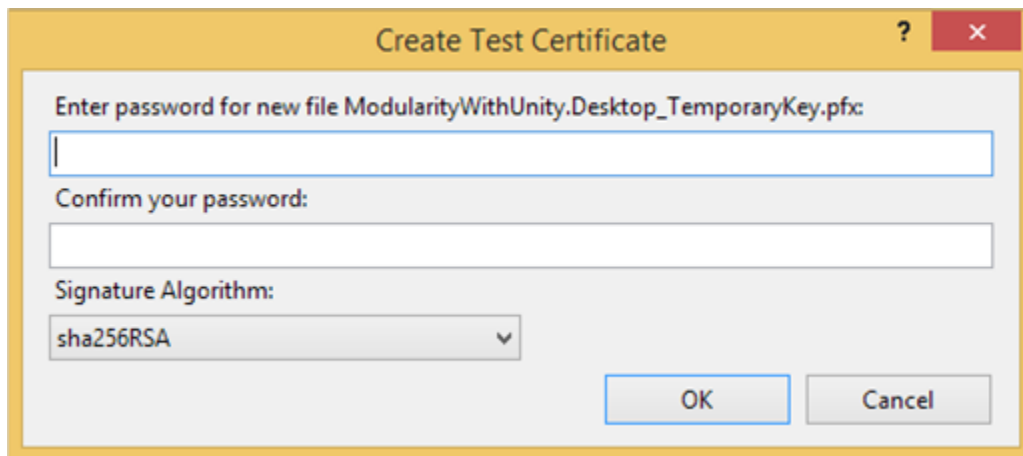 Create Test Certificate
?
Enter password for new file ModularityWithUnity.Desktop_TemporaryKey.pfx:
Confirm your password:
Signature Algorithm:
sha256RSA
OK
Cancel